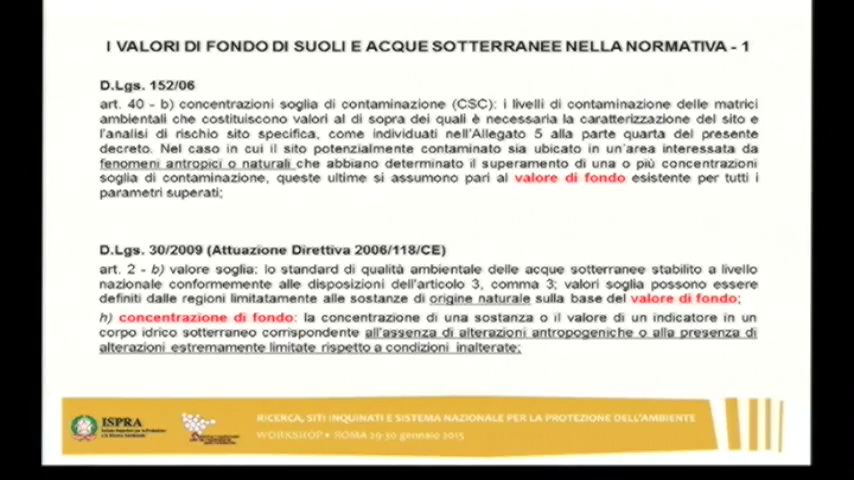 I VALORI DI FONDO DI SUOLI E ACQUE SOTTERRANEE NELLA NORMATIVA - 1
D.Lgs. 152/06
art. 40 - b) concentrazioni soglia di contaminazione (CSC): i livelli di contaminazione delle matrici
ambientali che costituiscono valori al di sopra dei quali è necessaria la caratterizzazione del sito e
l'analisi di rischio sito specifica, come individuati nell'Allegato 5 alla parte quarta del presente
decreto. Nel caso in cui il sito potenzialmente contaminato sia ubicato in un'area interessata da
fenomeni antropici o naturali che abbiano determinato il superamento di una o più concentrazioni
soglia di contaminazione, queste ultime si assumono pari al valore di fondo esistente per tutti i
parametri superati;
D.Lgs. 30/2009 (Attuazione Direttiva 2006/118/CE)
art. 2 - b) valore soglia: lo standard di qualità ambientale delle acque sotterranee stabilito a livello
nazionale conformemente alle disposizioni dell'articolo 3, comma 3; valori soglia possono essere
definiti dalle regioni limitatamente alle sostanze di origine naturale sulla base del valore di fondo;
h) concentrazione di fondo: la concentrazione di una sostanza o il valore di un indicatore in un
corpo idrico sotterraneo corrispondente all'assenza di alterazioni antropogeniche o alla presenza di
alterazioni estremamente limitate rispetto a condizioni inalterate;
ISPRA
RICERCA, SITI INQUINATI E SISTEMA NAZIONALE PER LA PROTEZIONE DELL'AMBIENTE
WORKSHOP • ROMA 29-30 gennaio 2015